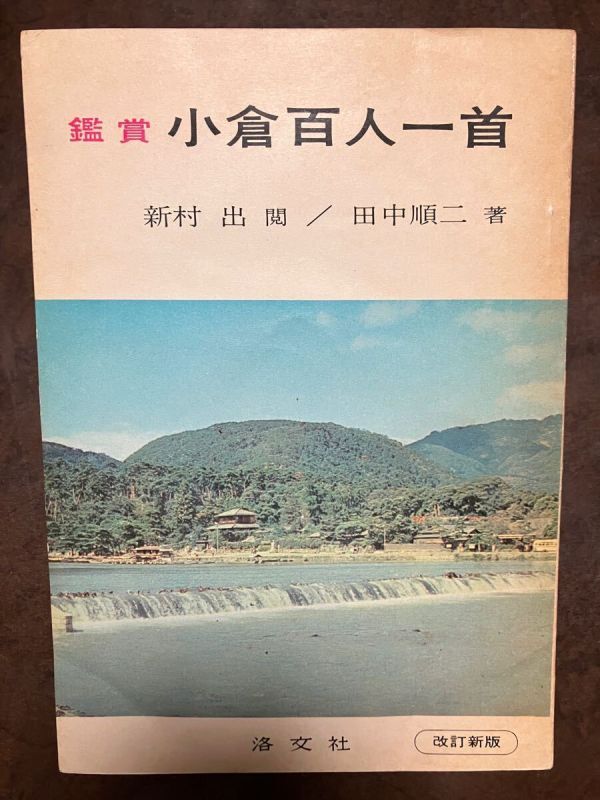 鑑賞 小倉百人一首
新村 出 閲 / 田中順二 著
洛文社 改訂新版